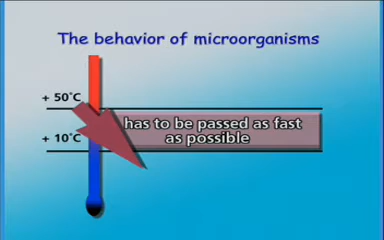 The behavior of microorganisms
+ 50°C
has to be passed as fast
as possible
+ 10°C